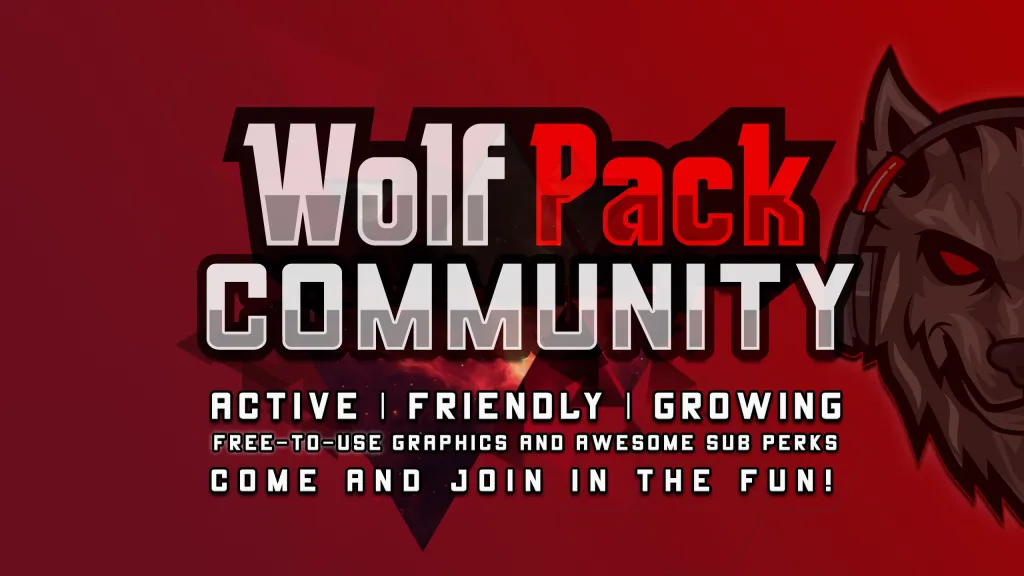 Wolf Pack
COMMUNITY
ACTIVE | FRIENDLY | GROWING
FREE-TO-USE GRAPHICS AND AWESOME SUB PERKS
COME AND JOIN IN THE FUN!